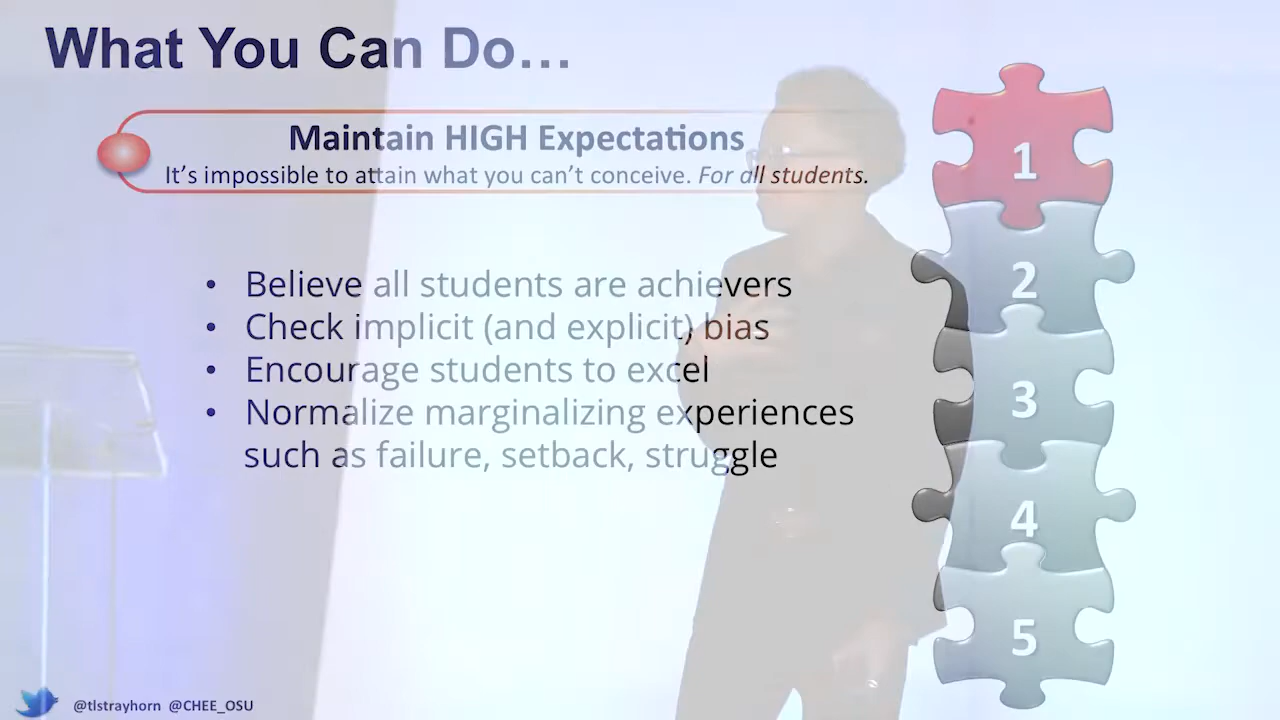 What You Can Do…
Maintain HIGH Expectations
It's impossible to attain what you can't conceive. For all students.
• Believe all students are achievers
• Check implicit (and explicit) bias
• Encourage students to excel
• Normalize marginalizing experiences
such as failure, setback, struggle
1
2
3
4
5
@tlstrayhorn @CHEE_OSU